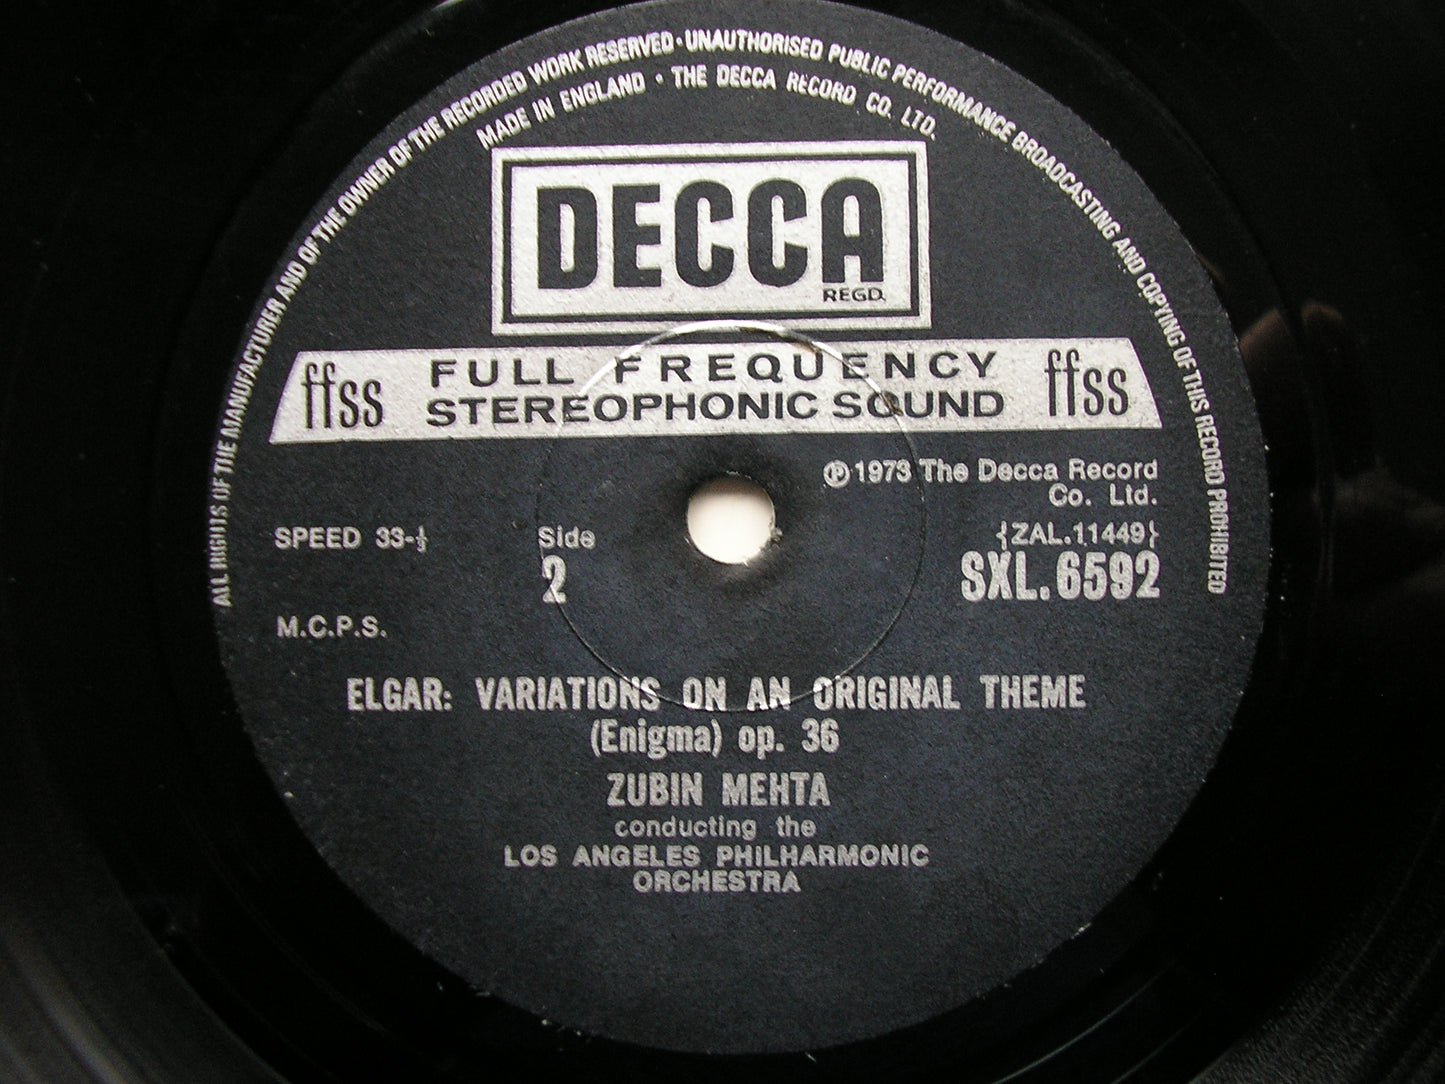 ALL RIGHTS OF THE MANUFACTURER AND OF THE OWNER OF THE RECORDED WORK RESERVED · UNAUTHORISED PUBLIC PERFORMANCE BROADCASTING AND COPYING OF THIS RECORD PROHIBITED
MADE IN ENGLAND · THE DECCA RECORD CO. LTD.
DECCA
REGD.
ffss FULL FREQUENCY ffss
STEREOPHONIC SOUND
℗ 1973 The Decca Record
Co. Ltd.
SPEED 33-⅓ Side {ZAL.11449}
2 SXL.6592
M.C.P.S.
ELGAR: VARIATIONS ON AN ORIGINAL THEME
(Enigma) op. 36
ZUBIN MEHTA
conducting the
LOS ANGELES PHILHARMONIC
ORCHESTRA